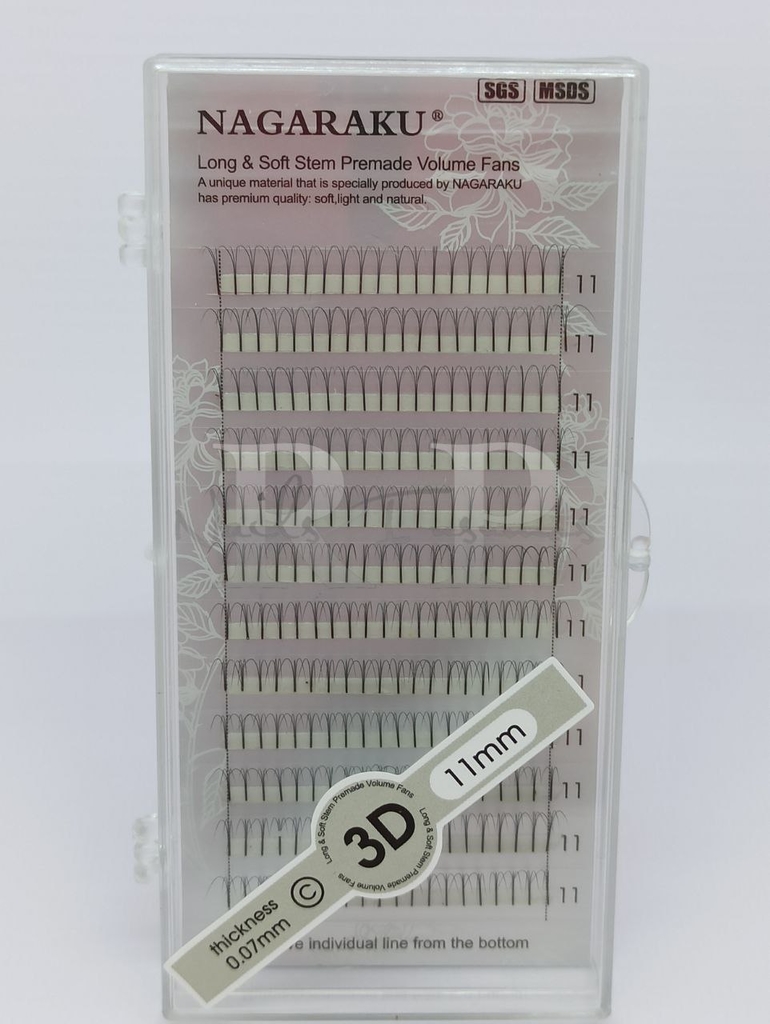 SGS MSDS
NAGARAKU®
Long & Soft Stem Premade Volume Fans
A unique material that is specially produced by NAGARAKU
has premium quality: soft,light and natural.
11
11
11
11
11
11
11
1
11
11
11
11
11mm
3D
Long & Soft Stem Premade Volume Fans
Long & Soft Stem Premade Volume Fans
C
thickness
0.07mm
individual line from the bottom